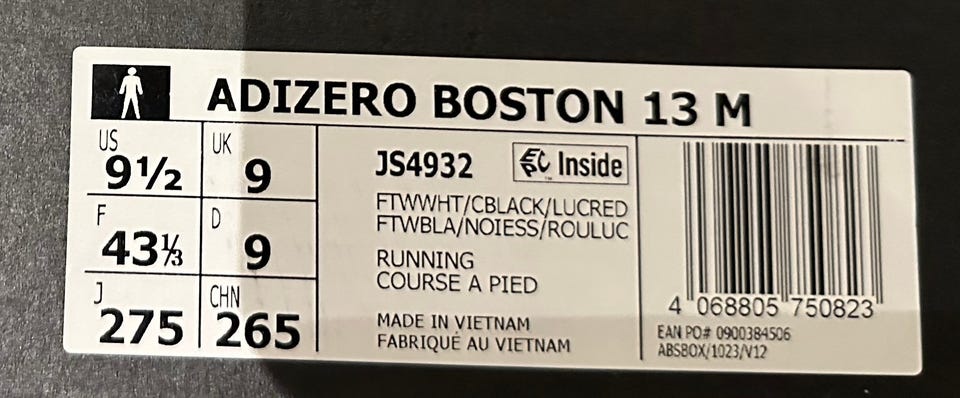 ADIZERO BOSTON 13 M
US
9½
UK
9
F
43⅓
D
9
J
275
CHN
265
JS4932
EPC Inside
FTWWHT/CBLACK/LUCRED
FTWBLA/NOIESS/ROULUC
RUNNING
COURSE A PIED
MADE IN VIETNAM
FABRIQUÉ AU VIETNAM
4 068805 750823
EAN PO# 0900384506
ABSBOX/1023/V12